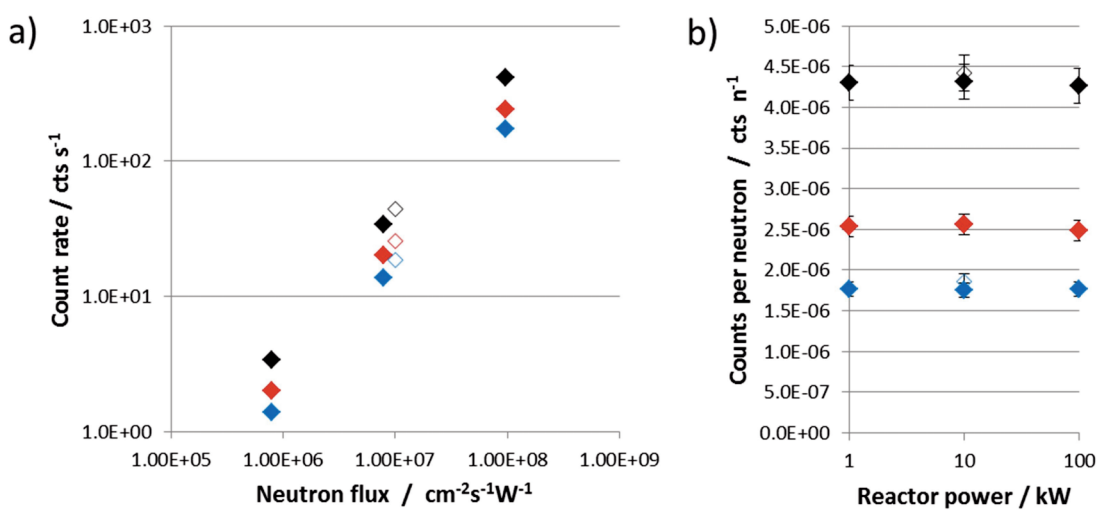 a)
1.0E+03
1.0E+02
1.0E+01
1.0E+00
Count rate / cts s⁻¹
1.00E+05 1.00E+06 1.00E+07 1.00E+08 1.00E+09
Neutron flux / cm⁻²s⁻¹W⁻¹
b)
5.0E-06
4.5E-06
4.0E-06
3.5E-06
3.0E-06
2.5E-06
2.0E-06
1.5E-06
1.0E-06
5.0E-07
0.0E+00
Counts per neutron / cts n⁻¹
1 10 100
Reactor power / kW